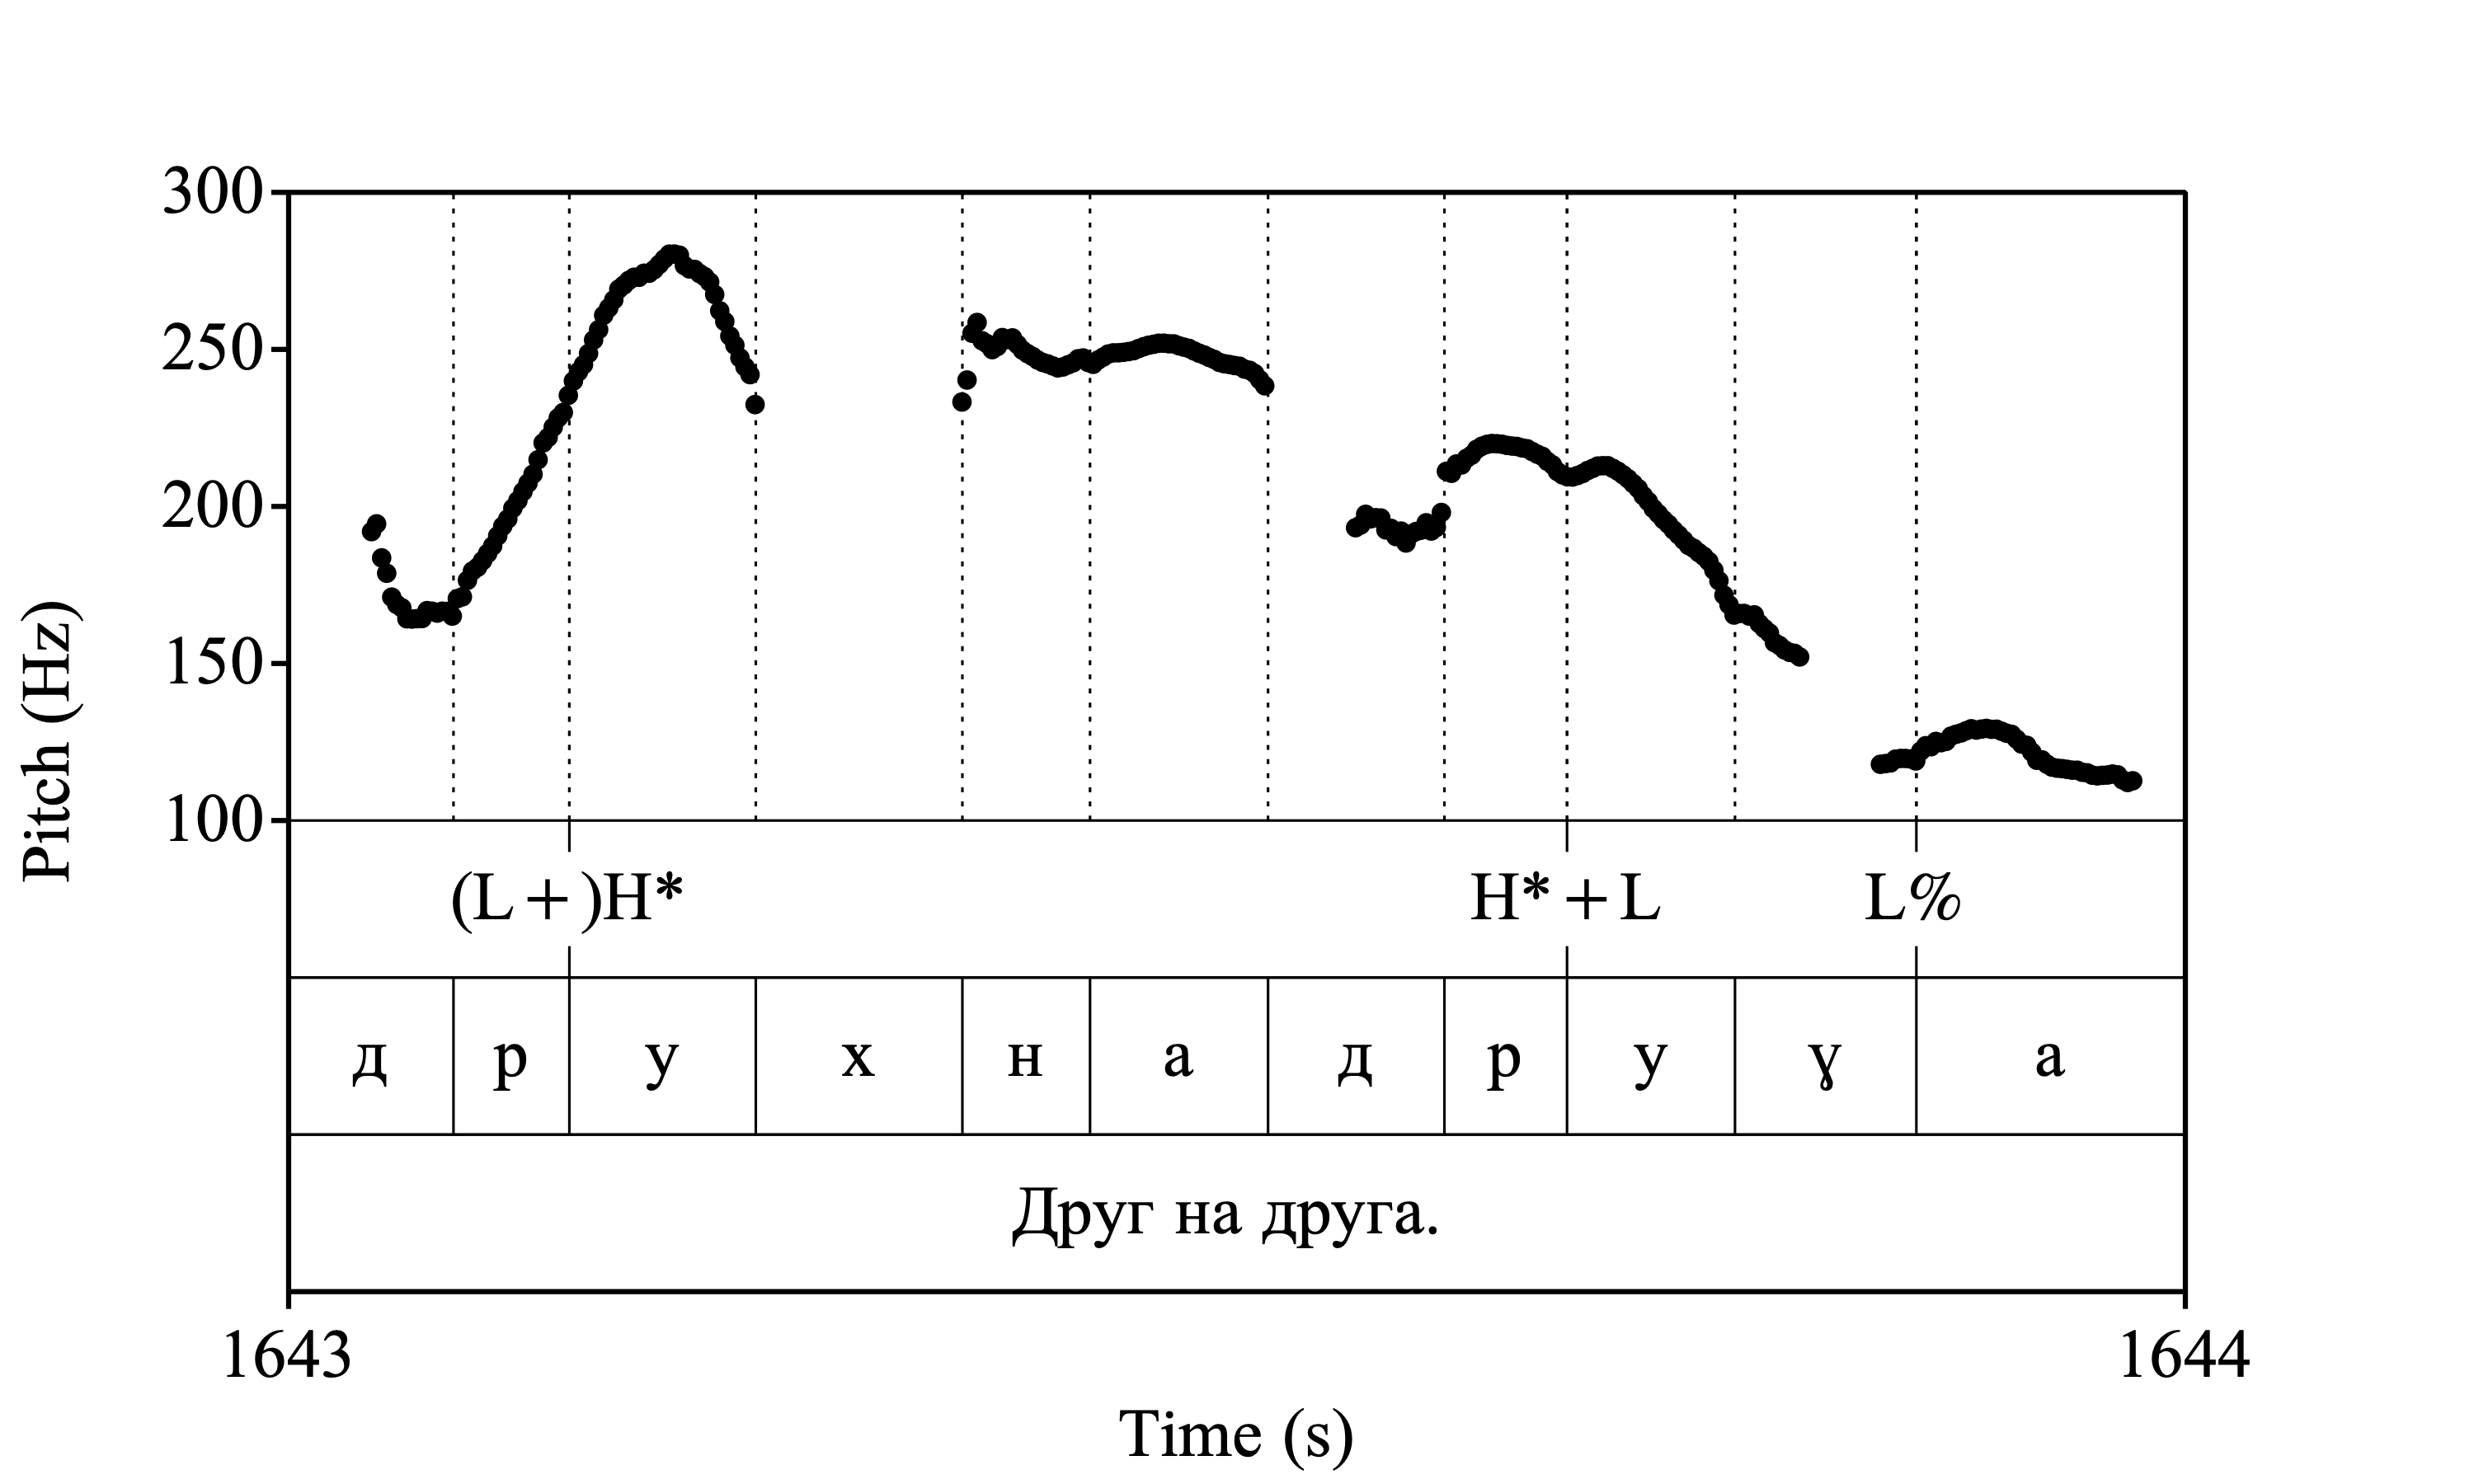 300
250
200
150
100
Pitch (Hz)
(L+)H* H*+L L%
д р у х н а д р у ɣ а
Друг на друга.
1643 1644
Time (s)